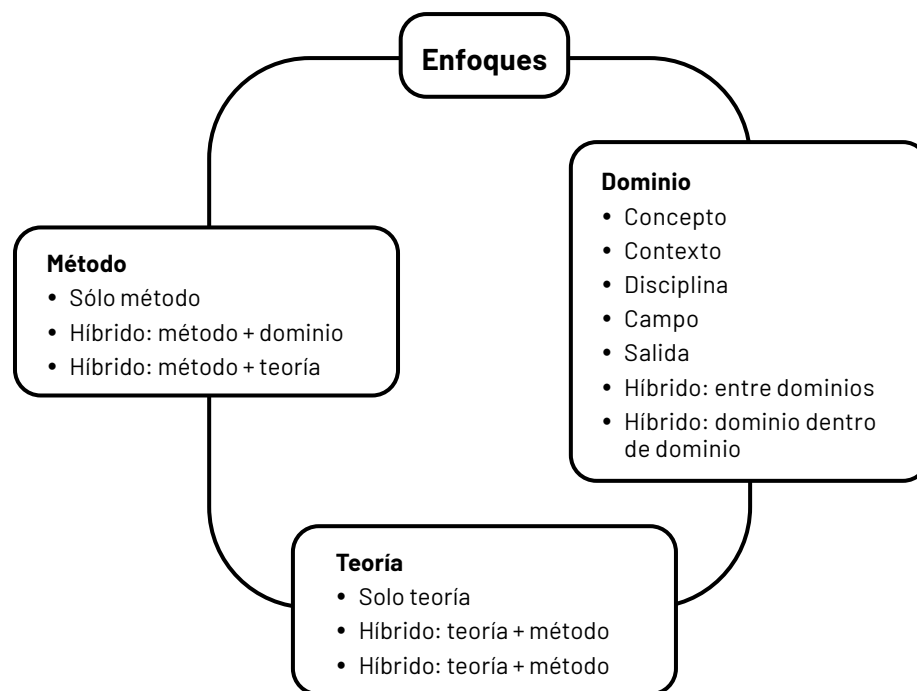 Enfoques
Dominio
• Concepto
• Contexto
• Disciplina
• Campo
• Salida
• Híbrido: entre dominios
• Híbrido: dominio dentro
de dominio
Método
• Sólo método
• Híbrido: método + dominio
• Híbrido: método + teoría
Teoría
• Solo teoría
• Híbrido: teoría + método
• Híbrido: teoría + método